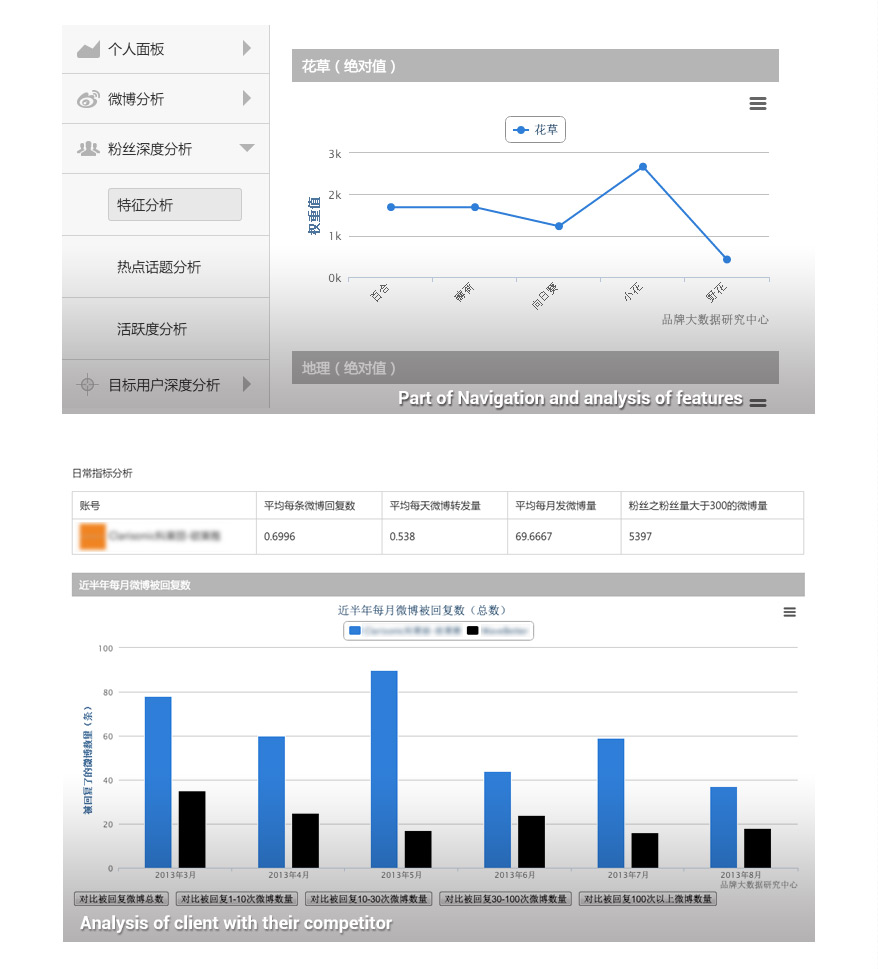 个人面板
微博分析
粉丝深度分析
特征分析
热点话题分析
活跃度分析
目标用户深度分析
花草（绝对值）
花草
3k
2k
1k
0k
权重值
百合
薄荷
向日葵
小花
野花
品牌大数据研究中心
地理（绝对值）
Part of Navigation and analysis of features
日常指标分析
账号 平均每条微博回复数 平均每天微博转发量 平均每月发微博量 粉丝之粉丝量大于300的微博量
0.6996 0.538 69.6667 5397
近半年每月微博被回复数
近半年每月微博被回复数（总数）
100
80
60
40
20
0
被回复了的微博数里（条）
2013年3月 2013年4月 2013年5月 2013年6月 2013年7月 2013年8月
品牌大数据研究中心
对比被回复微博总数 对比被回复1-10次微博数量 对比被回复10-30次微博数量 对比被回复30-100次微博数量 对比被回复100次以上微博数量
Analysis of client with their competitor